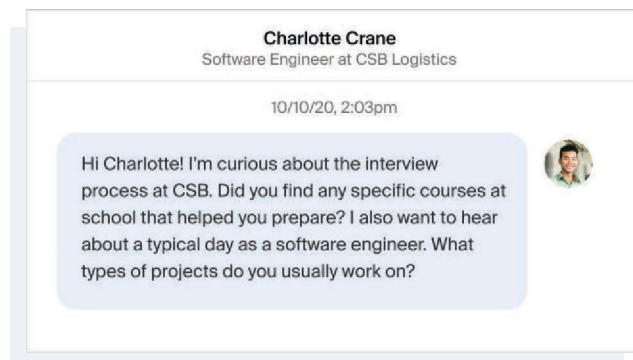 Charlotte Crane
Software Engineer at CSB Logistics
10/10/20, 2:03pm
Hi Charlotte! I'm curious about the interview
process at CSB. Did you find any specific courses at
school that helped you prepare? I also want to hear
about a typical day as a software engineer. What
types of projects do you usually work on?